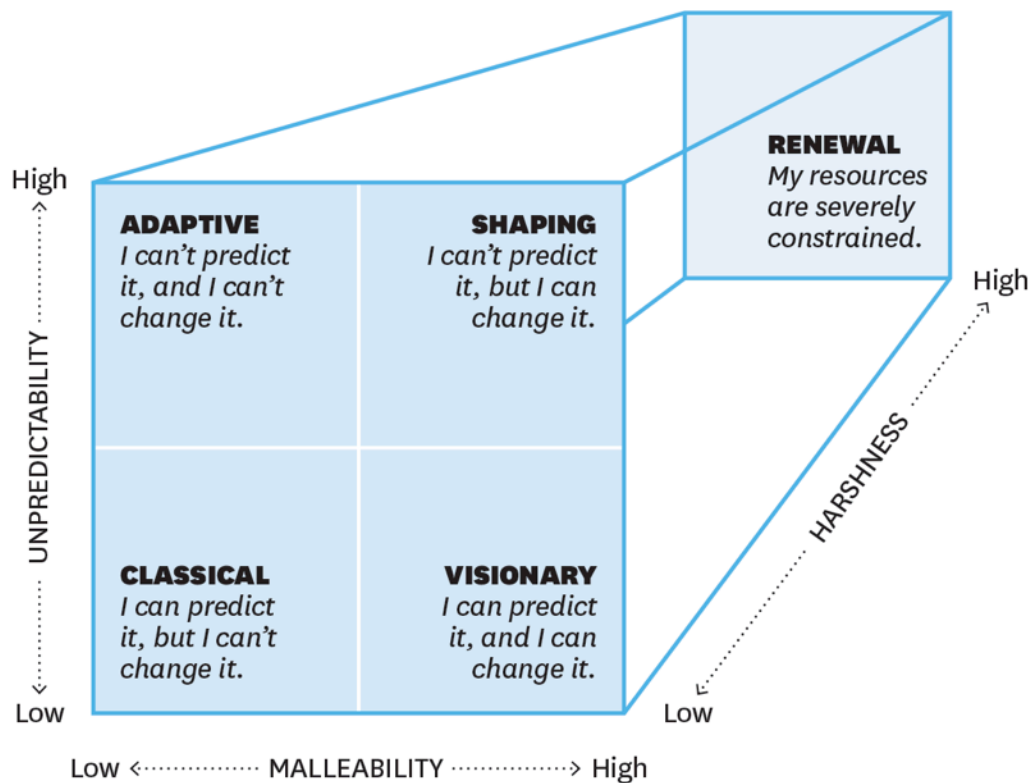 RENEWAL
My resources
are severely
constrained.
High
ADAPTIVE
I can’t predict
it, and I can’t
change it.
SHAPING
I can’t predict
it, but I can
change it.
High
UNPREDICTABILITY
HARSHNESS
CLASSICAL
I can predict
it, but I can’t
change it.
VISIONARY
I can predict
it, and I can
change it.
Low
Low
Low
MALLEABILITY
High